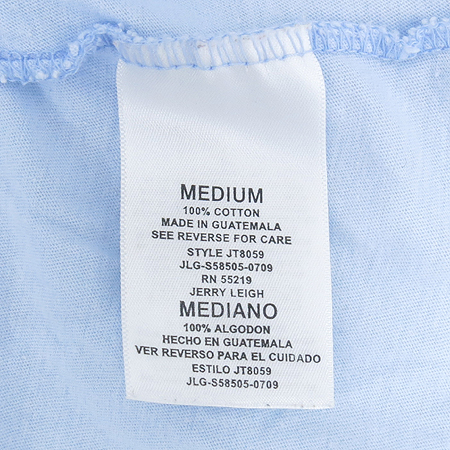 MEDIUM
100% COTTON
MADE IN GUATEMALA
SEE REVERSE FOR CARE
STYLE JT8059
JLG-S58505-0709
RN 55219
JERRY LEIGH
MEDIANO
100% ALGODON
HECHO EN GUATEMALA
VER REVERSO PARA EL CUIDADO
ESTILO JT8059
JLG-S58505-0709